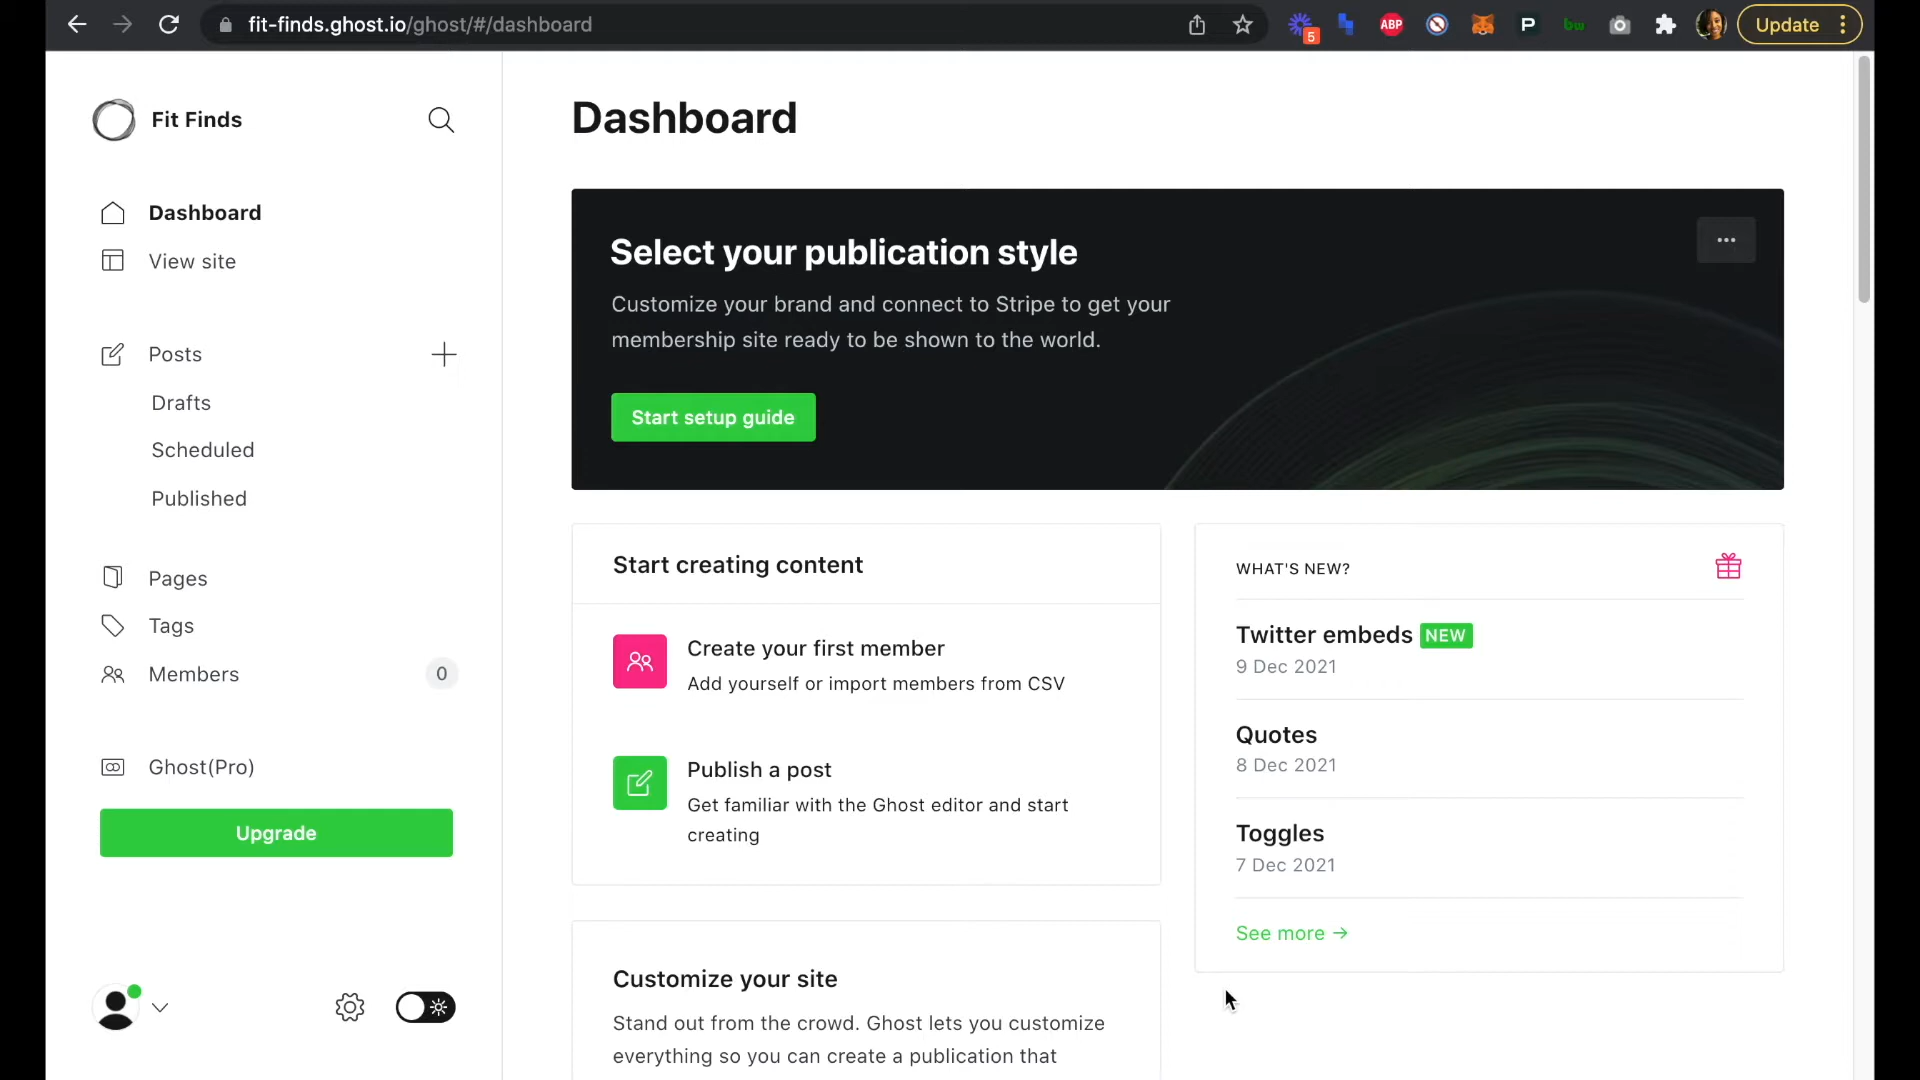 fit-finds.ghost.io/ghost/#/dashboard
5
ABP
P
bw
Update
Fit Finds
Dashboard
View site
Posts
Drafts
Scheduled
Published
Pages
Tags
Members
0
Ghost(Pro)
Upgrade
Dashboard
Select your publication style
Customize your brand and connect to Stripe to get your
membership site ready to be shown to the world.
Start setup guide
Start creating content
Create your first member
Add yourself or import members from CSV
Publish a post
Get familiar with the Ghost editor and start
creating
Customize your site
Stand out from the crowd. Ghost lets you customize
everything so you can create a publication that
WHAT'S NEW?
Twitter embeds NEW
9 Dec 2021
Quotes
8 Dec 2021
Toggles
7 Dec 2021
See more →